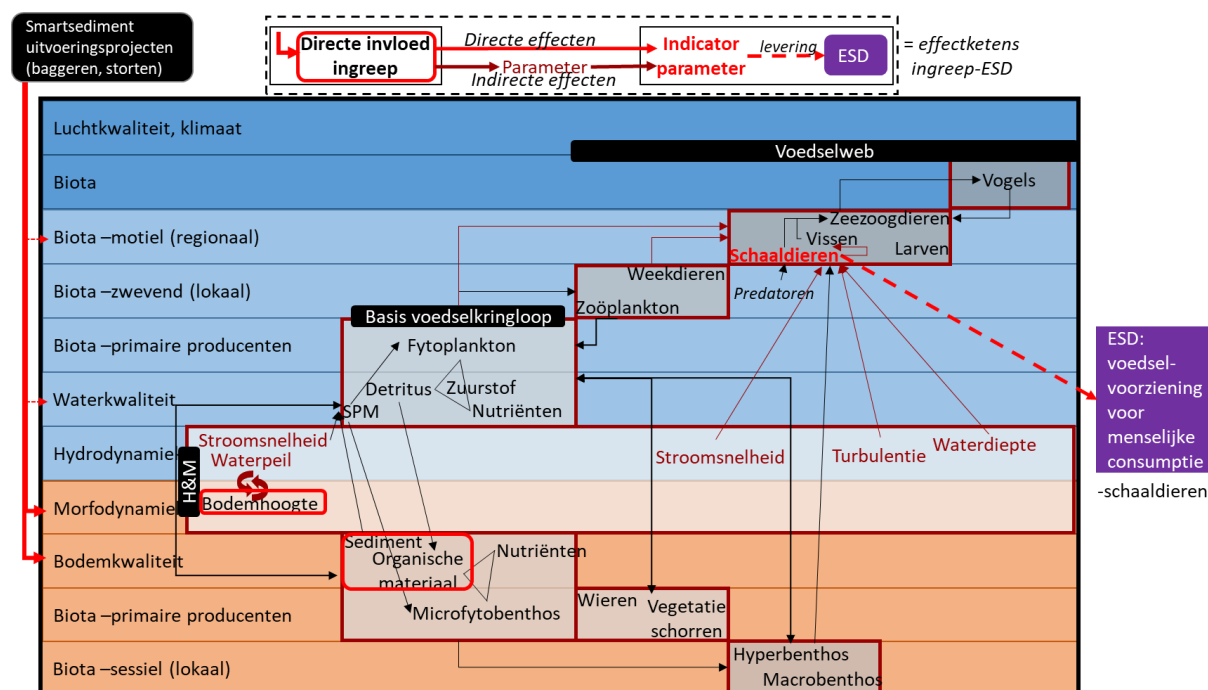 Smartsediment
uitvoeringsprojecten
(baggeren, storten)
Directe invloed
ingreep
Directe effecten
Parameter
Indirecte effecten
Indicator
parameter
levering
ESD
= effectketens
ingreep-ESD
Luchtkwaliteit, klimaat
Voedselweb
Biota
Vogels
Biota –motiel (regionaal)
Zeezoogdieren
Vissen
Larven
Schaaldieren
Biota –zwevend (lokaal)
Weekdieren
Predatoren
Zoöplankton
Basis voedselkringloop
Biota –primaire producenten
Fytoplankton
Detritus
Zuurstof
Nutriënten
Waterkwaliteit
SPM
ESD:
voedsel-
voorziening
voor
menselijke
consumptie
-schaaldieren
Hydrodynamie
H&M
Stroomsnelheid
Waterpeil
Stroomsnelheid
Turbulentie
Waterdiepte
Morfodynamie
Bodemhoogte
Bodemkwaliteit
Sediment
Organische
materiaal
Nutriënten
Biota –primaire producenten
Microfytobenthos
Wieren
Vegetatie
schorren
Biota –sessiel (lokaal)
Hyperbenthos
Macrobenthos